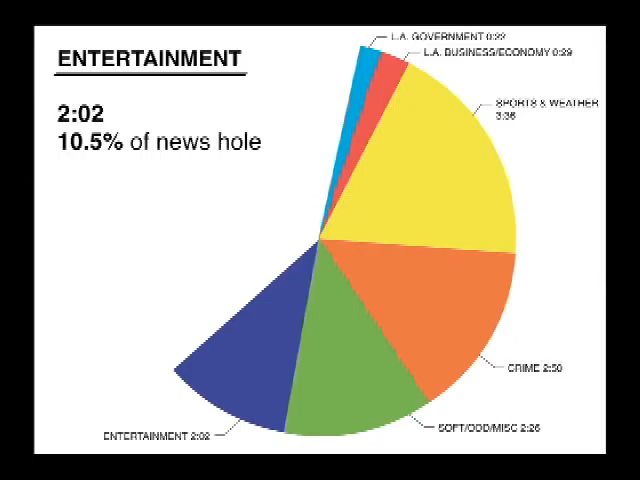 ENTERTAINMENT
2:02
10.5% of news hole
L.A. GOVERNMENT 0:22
L.A. BUSINESS/ECONOMY 0:29
SPORTS & WEATHER
3:36
CRIME 2:50
SOFT/ODD/MISC 2:26
ENTERTAINMENT 2:02